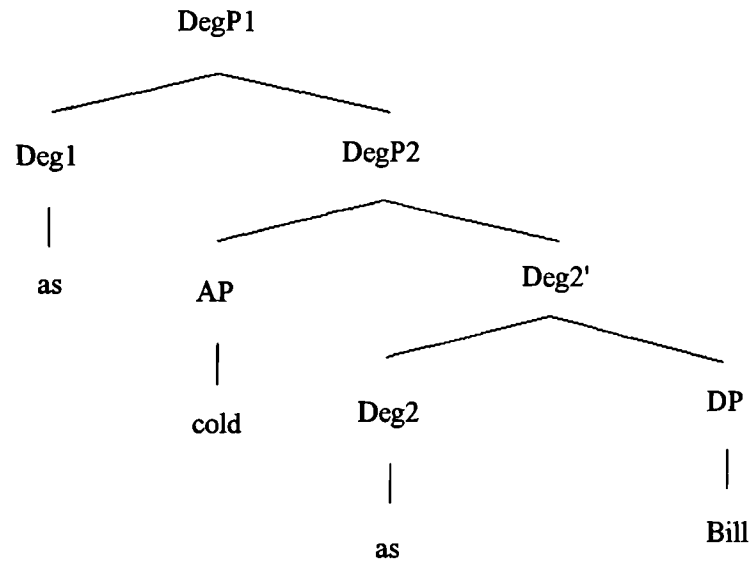 DegP1
Deg1 DegP2
as AP Deg2'
cold Deg2 DP
as Bill